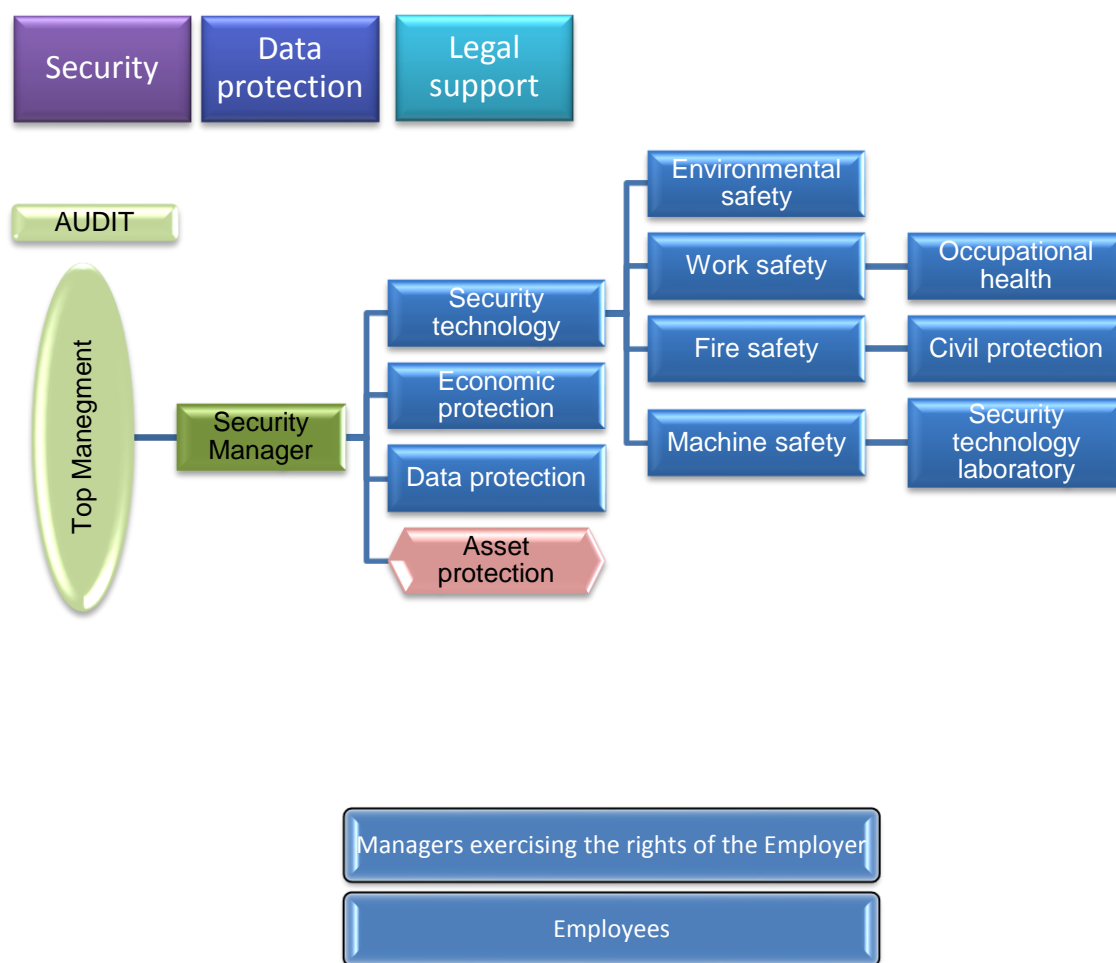 Security
Data
protection
Legal
support
AUDIT
Top Manegment
Security
Manager
Security
technology
Economic
protection
Data protection
Asset
protection
Environmental
safety
Work safety
Fire safety
Machine safety
Occupational
health
Civil protection
Security
technology
laboratory
Managers exercising the rights of the Employer
Employees